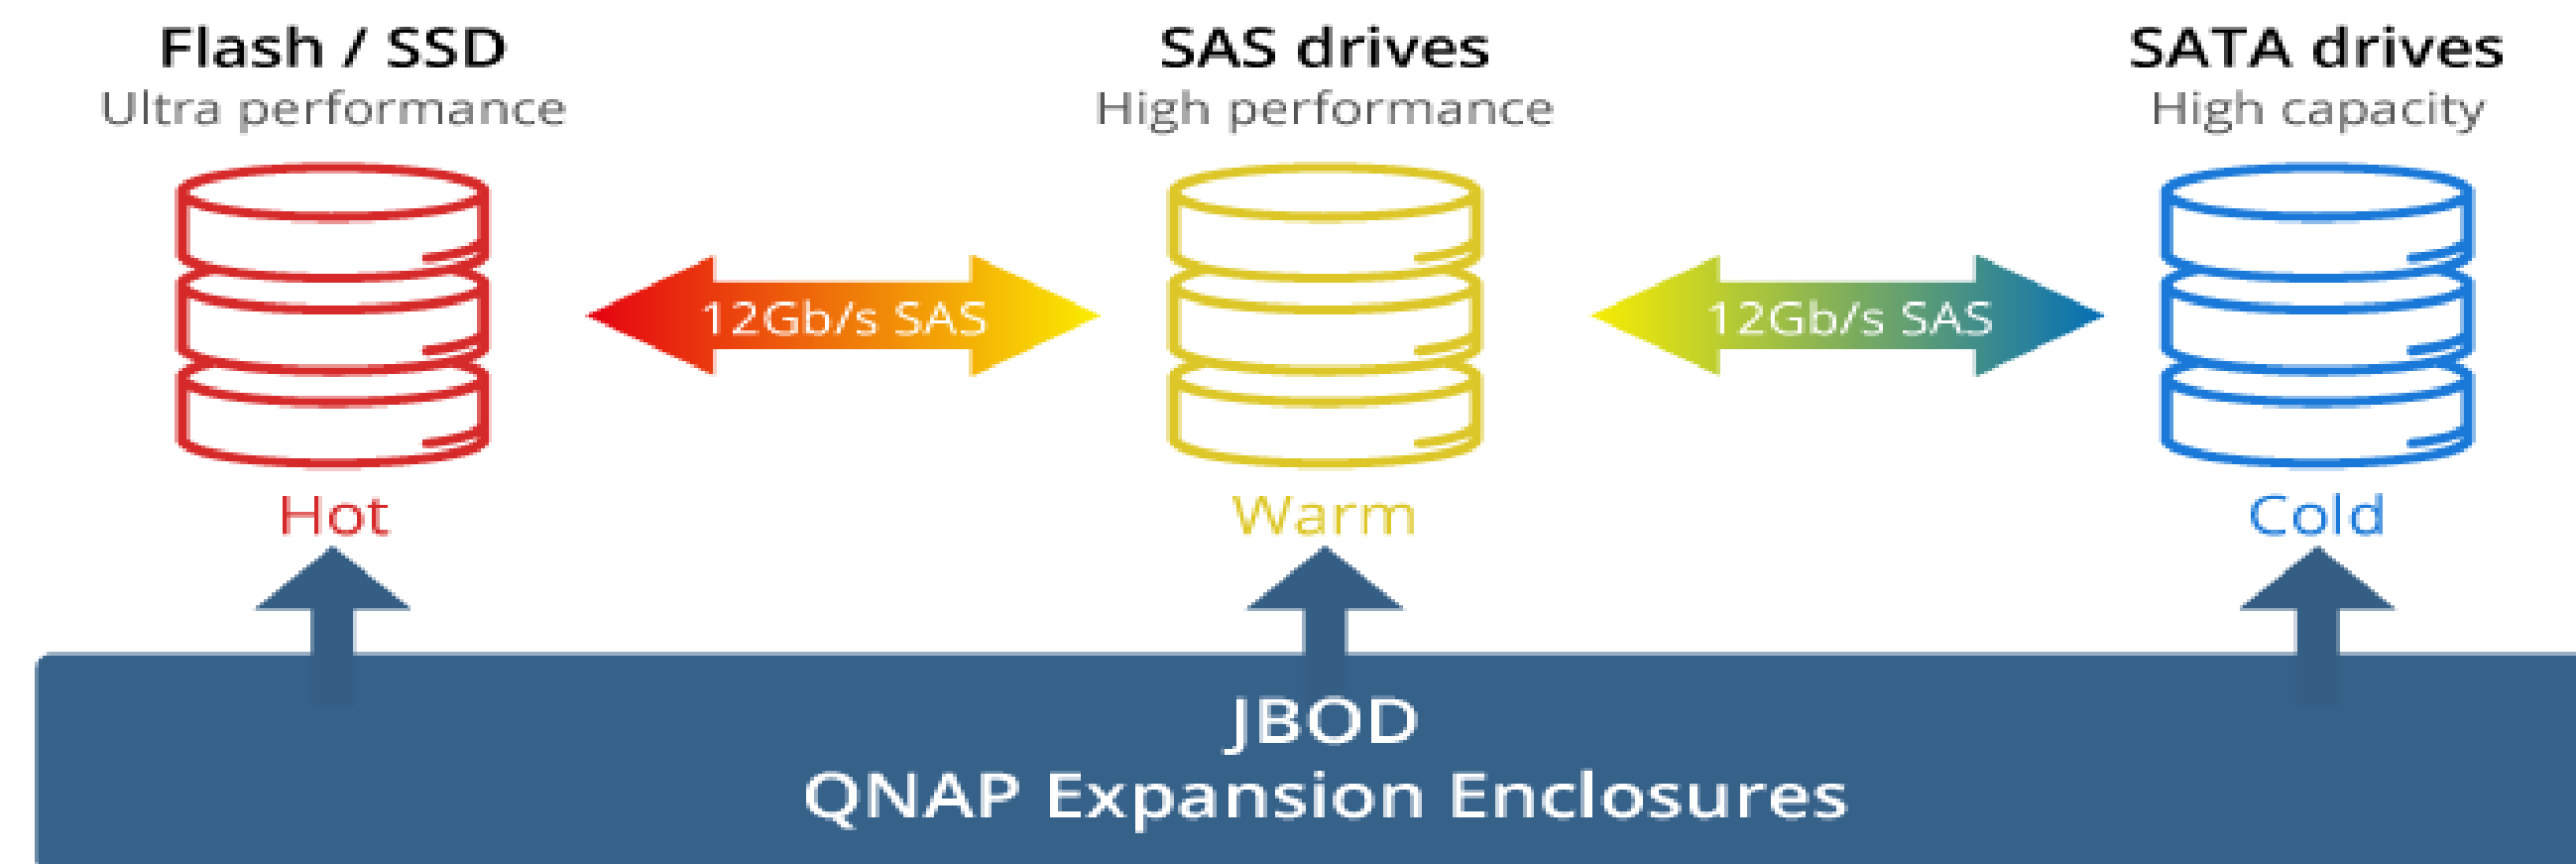 Flash / SSD
Ultra performance
SAS drives
High performance
SATA drives
High capacity
12Gb/s SAS
12Gb/s SAS
Hot
Warm
Cold
JBOD
QNAP Expansion Enclosures